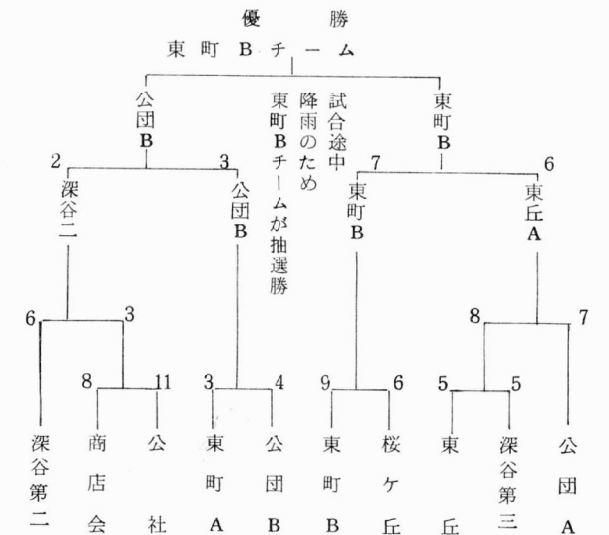 優勝
東町Bチーム
公団B
試合途中
降雨のため
東町Bチームが抽選勝
東町B
2
3
7
6
深谷二
公団B
東町B
東丘A
6
3
8
7
8
11
3
4
9
6
5
5
深谷第二
商店会
公社
東町A
公団B
東町B
桜ケ丘
東丘
深谷第三
公団A